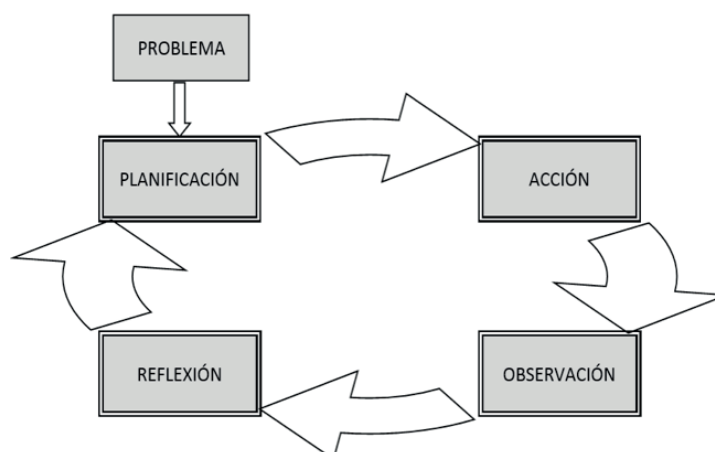 PROBLEMA
PLANIFICACIÓN
ACCIÓN
REFLEXIÓN
OBSERVACIÓN